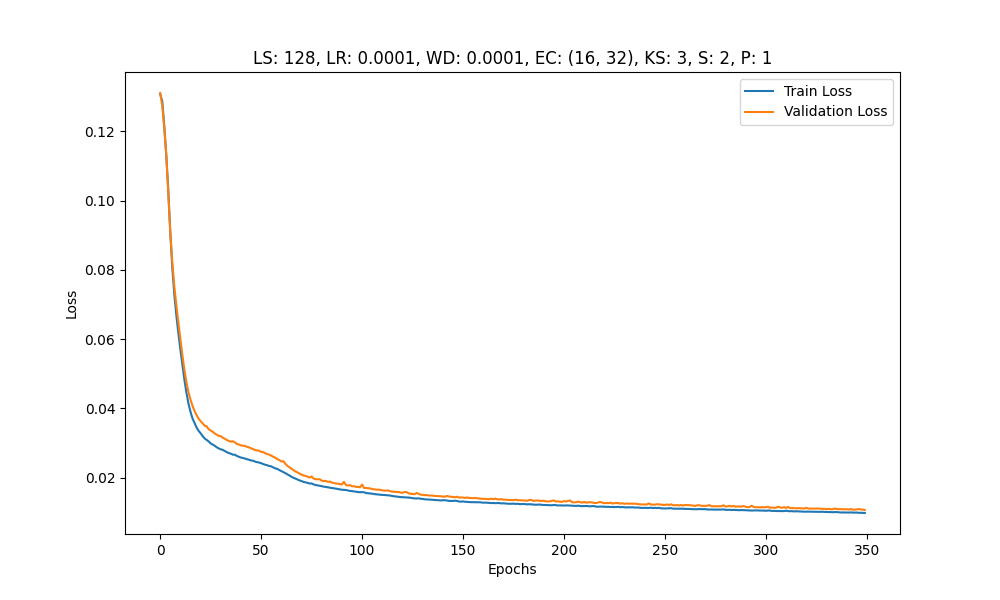 LS: 128, LR: 0.0001, WD: 0.0001, EC: (16, 32), KS: 3, S: 2, P: 1
Train Loss
Validation Loss
0.12
0.10
0.08
0.06
0.04
0.02
Loss
0 50 100 150 200 250 300 350
Epochs